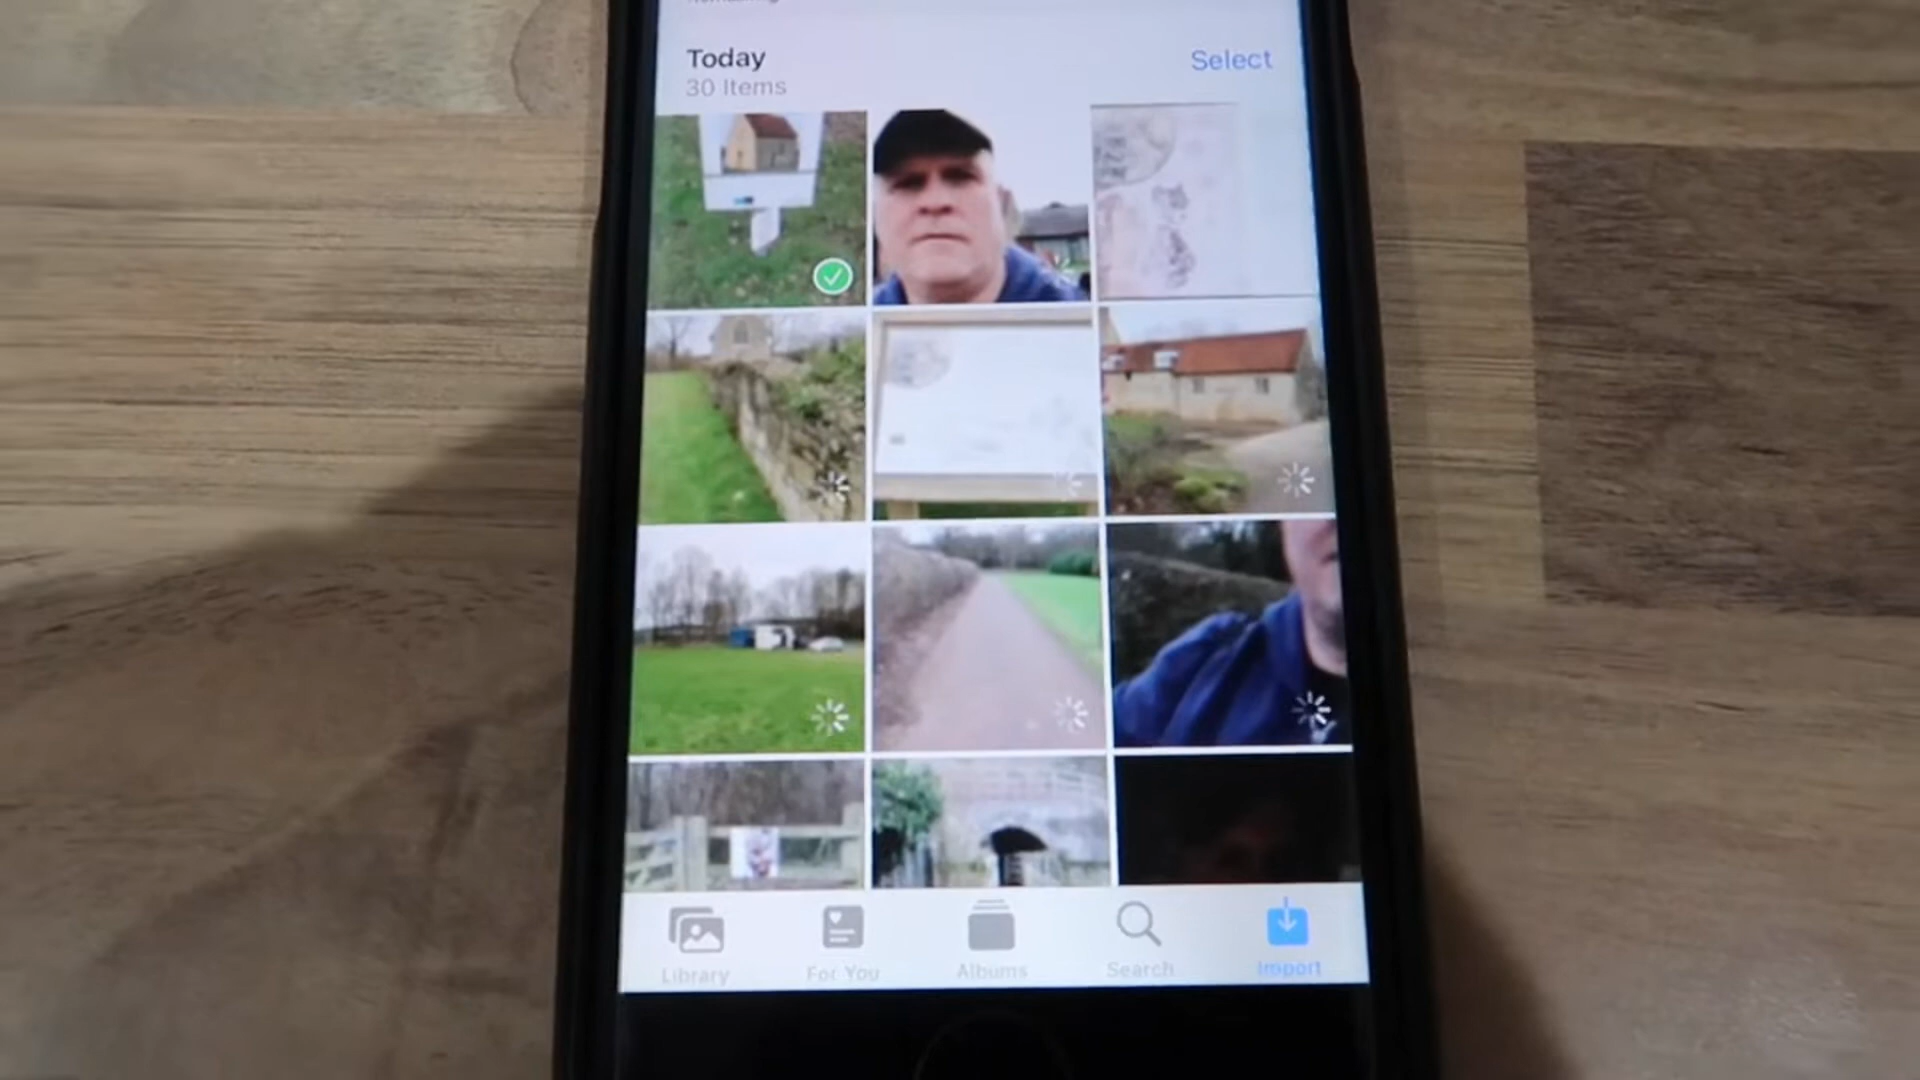 Today
Select
30 Items
Library
For You
Albums
Search
Import